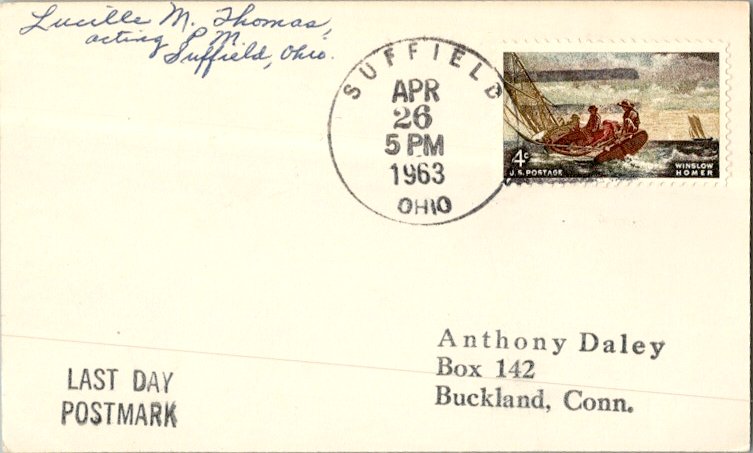 Lucille M. Thomas,
acting P M
Suffield, Ohio.
SUFFIELD
APR
26
5 PM
1963
OHIO
4¢
U.S. POSTAGE
WINSLOW
HOMER
Anthony Daley
Box 142
Buckland, Conn.
LAST DAY
POSTMARK